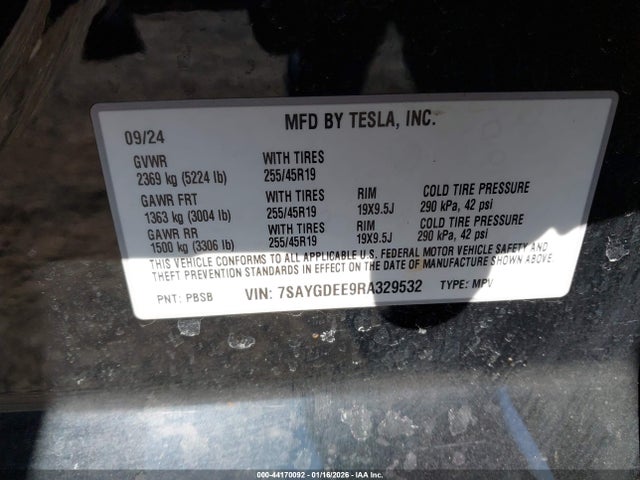 MFD BY TESLA, INC.
09/24
GVWR WITH TIRES
2369 kg (5224 lb) 255/45R19
GAWR FRT WITH TIRES RIM COLD TIRE PRESSURE
1363 kg (3004 lb) 255/45R19 19X9.5J 290 kPa, 42 psi
GAWR RR WITH TIRES RIM COLD TIRE PRESSURE
1500 kg (3306 lb) 255/45R19 19X9.5J 290 kPa, 42 psi
THIS VEHICLE CONFORMS TO ALL APPLICABLE U.S. FEDERAL MOTOR VEHICLE SAFETY AND
THEFT PREVENTION STANDARDS IN EFFECT ON THE DATE OF MANUFACTURE SHOWN ABOVE.
PNT: PBSB VIN: 7SAYGDEE9RA329532 TYPE: MPV
000-44170092 - 01/16/2026 - IAA Inc.